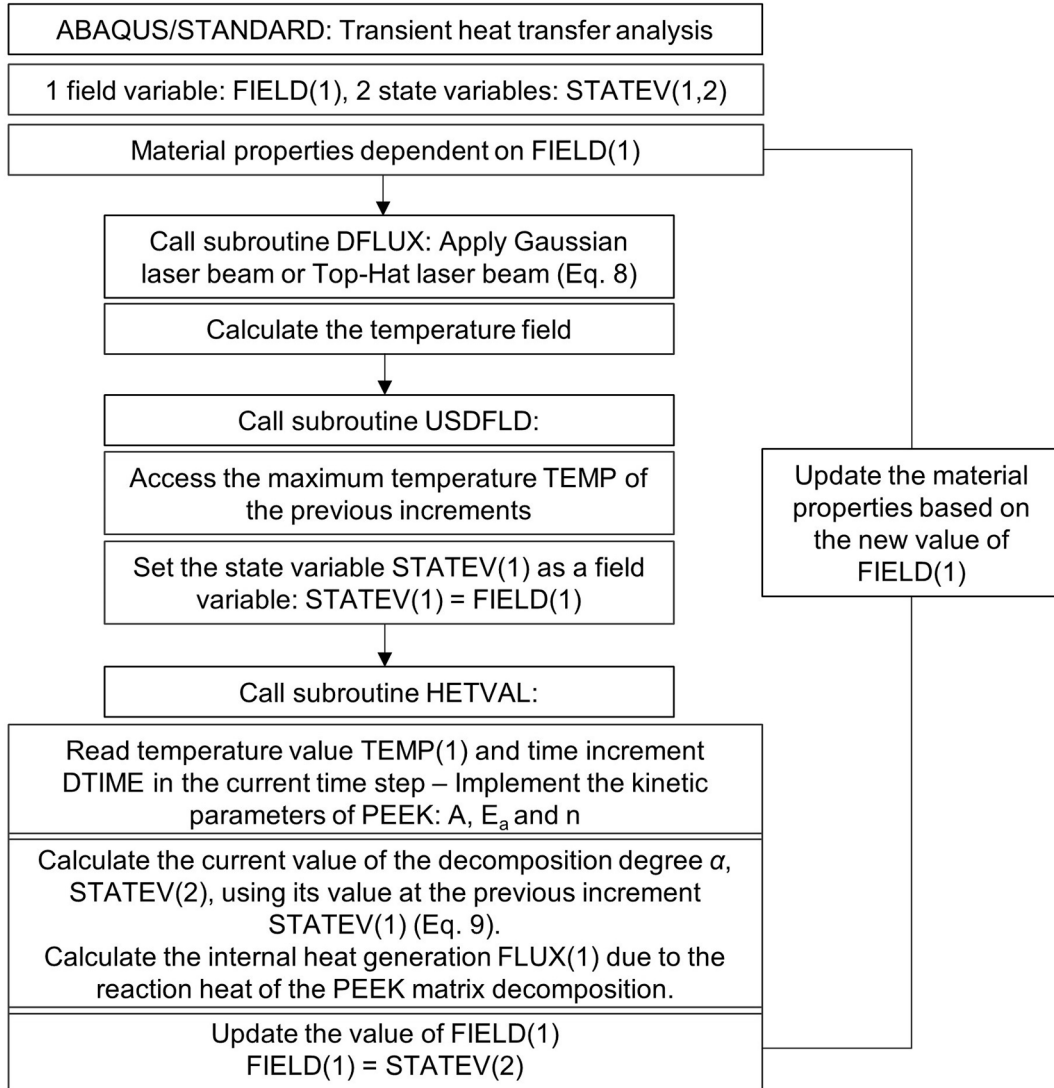 ABAQUS/STANDARD: Transient heat transfer analysis
1 field variable: FIELD(1), 2 state variables: STATEV(1,2)
Material properties dependent on FIELD(1)
Call subroutine DFLUX: Apply Gaussian
laser beam or Top-Hat laser beam (Eq. 8)
Calculate the temperature field
Call subroutine USDFLD:
Access the maximum temperature TEMP of
the previous increments
Set the state variable STATEV(1) as a field
variable: STATEV(1) = FIELD(1)
Call subroutine HETVAL:
Read temperature value TEMP(1) and time increment
DTIME in the current time step – Implement the kinetic
parameters of PEEK: A, Eₐ and n
Calculate the current value of the decomposition degree α,
STATEV(2), using its value at the previous increment
STATEV(1) (Eq. 9).
Calculate the internal heat generation FLUX(1) due to the
reaction heat of the PEEK matrix decomposition.
Update the value of FIELD(1)
FIELD(1) = STATEV(2)
Update the material
properties based on
the new value of
FIELD(1)